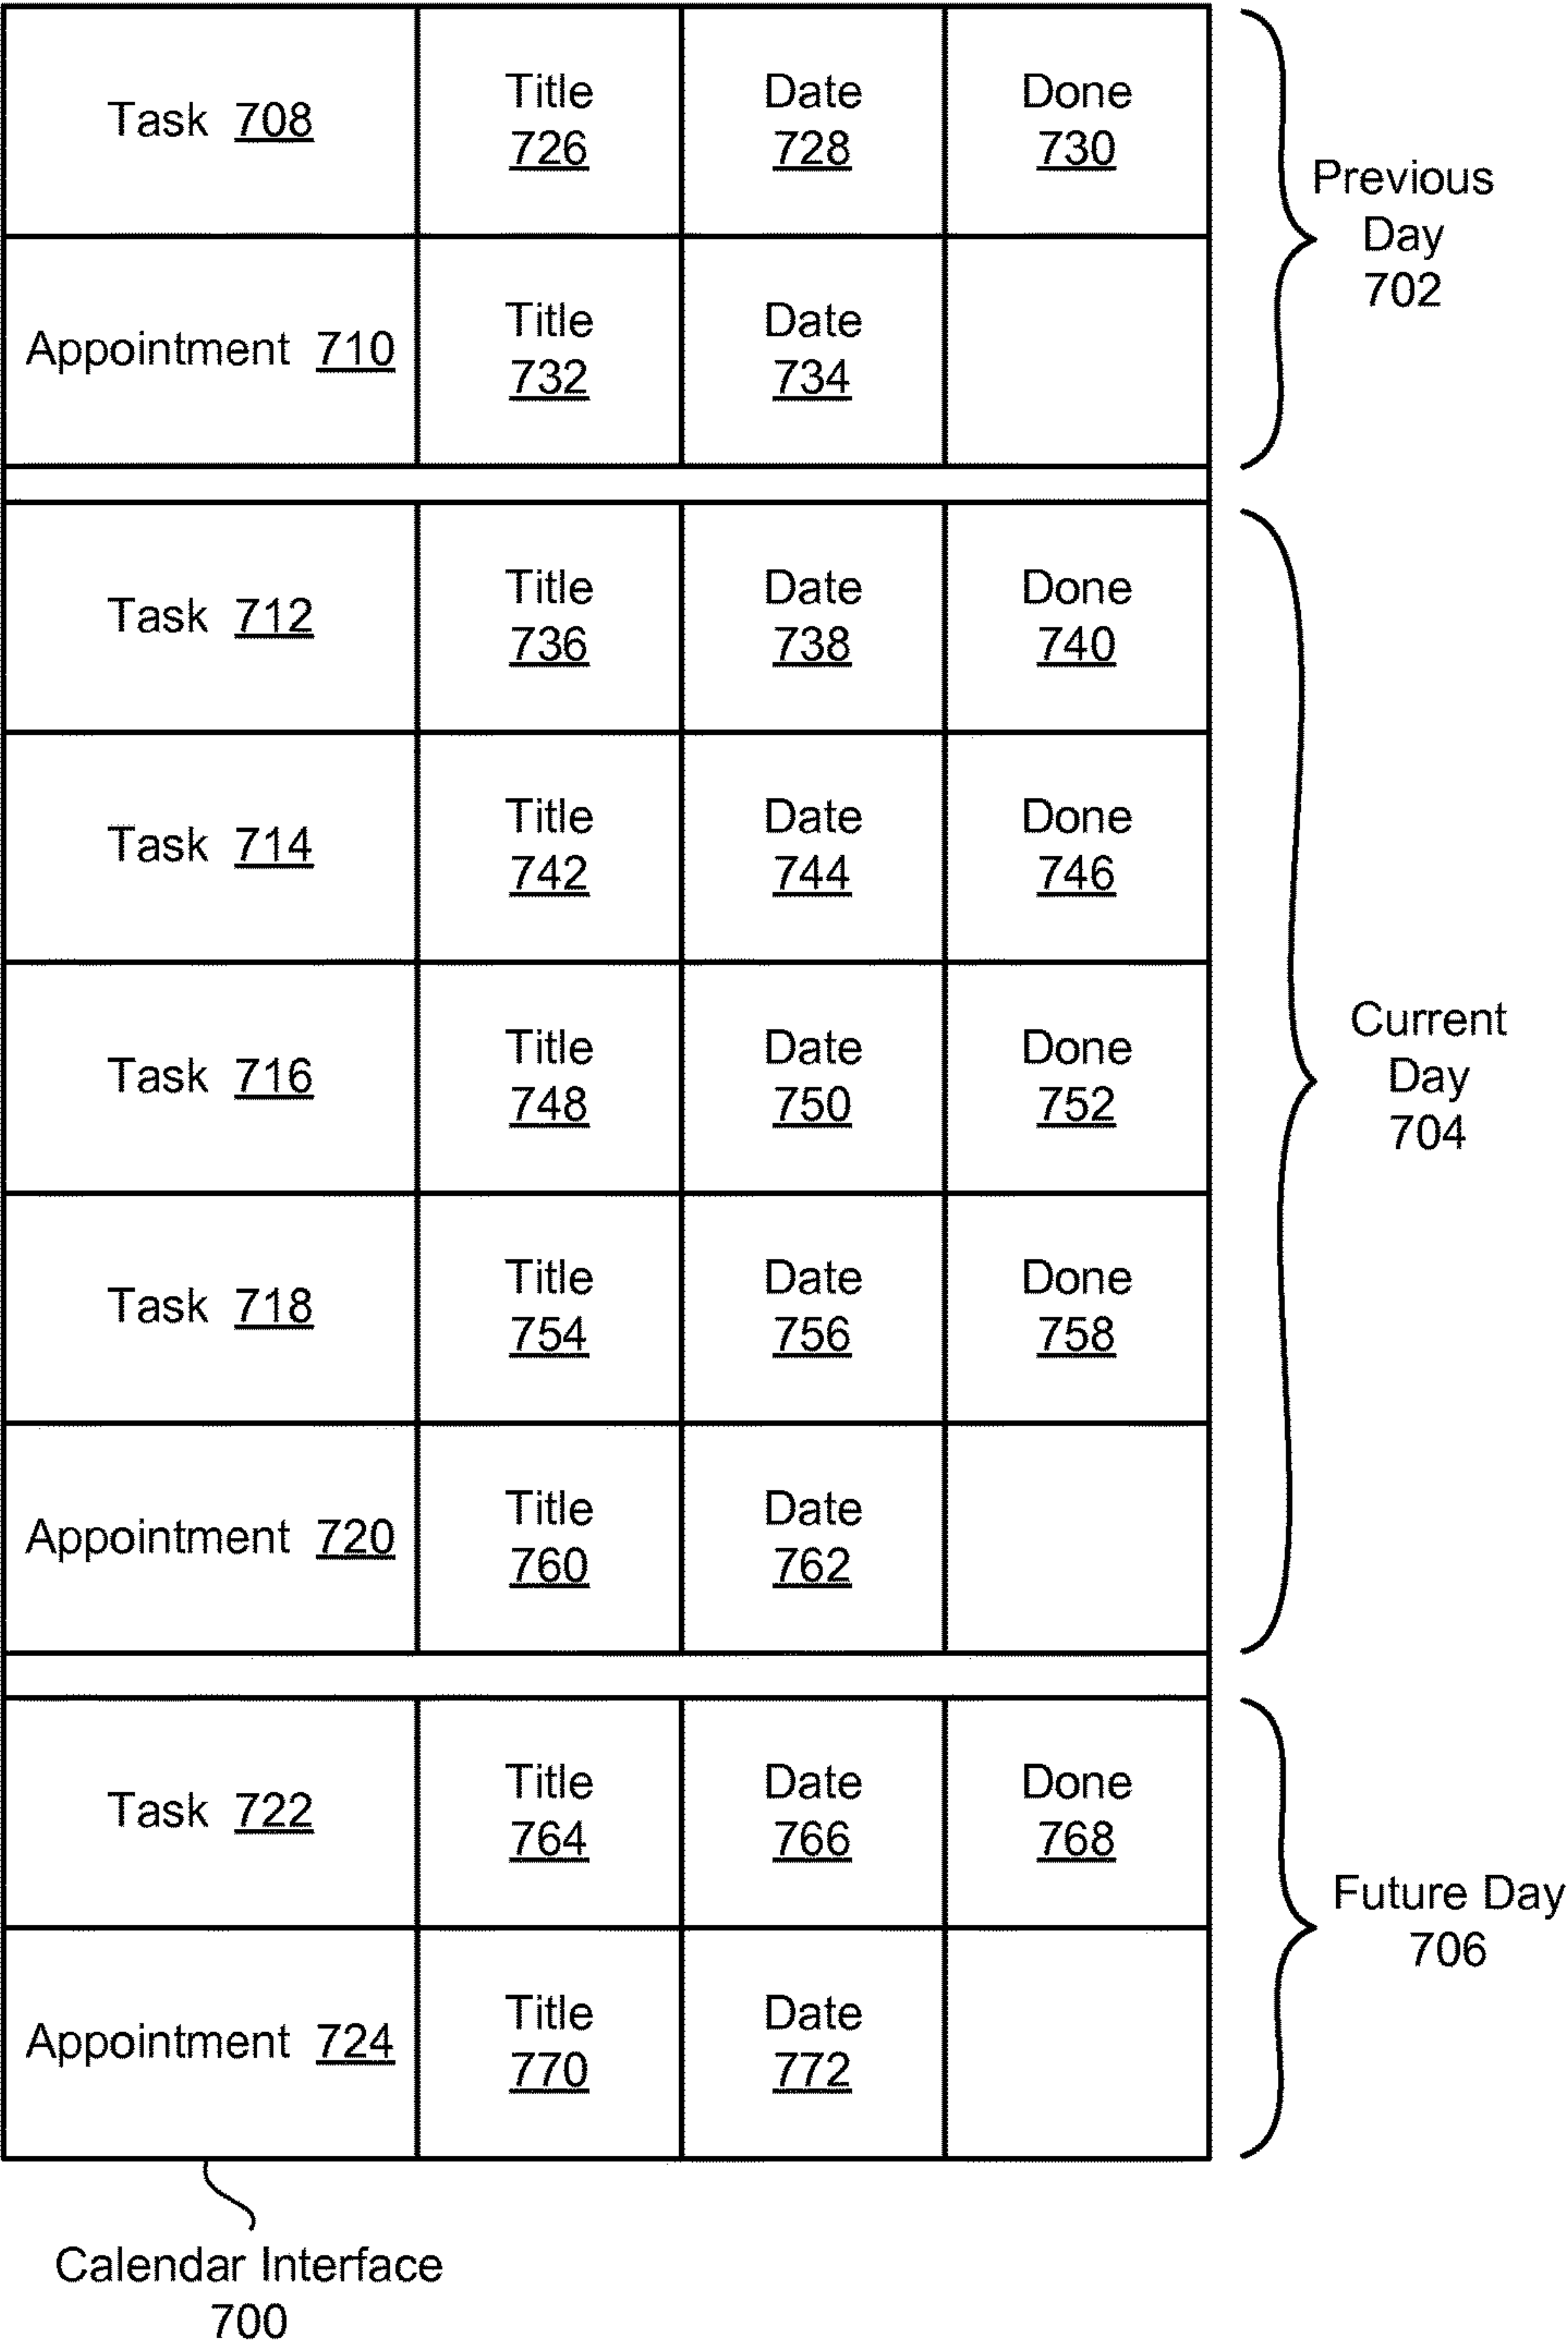 Task 708
Title
726
Date
728
Done
730
Appointment 710
Title
732
Date
734
Previous
Day
702
Task 712
Title
736
Date
738
Done
740
Task 714
Title
742
Date
744
Done
746
Task 716
Title
748
Date
750
Done
752
Task 718
Title
754
Date
756
Done
758
Appointment 720
Title
760
Date
762
Current
Day
704
Task 722
Title
764
Date
766
Done
768
Appointment 724
Title
770
Date
772
Future Day
706
Calendar Interface
700